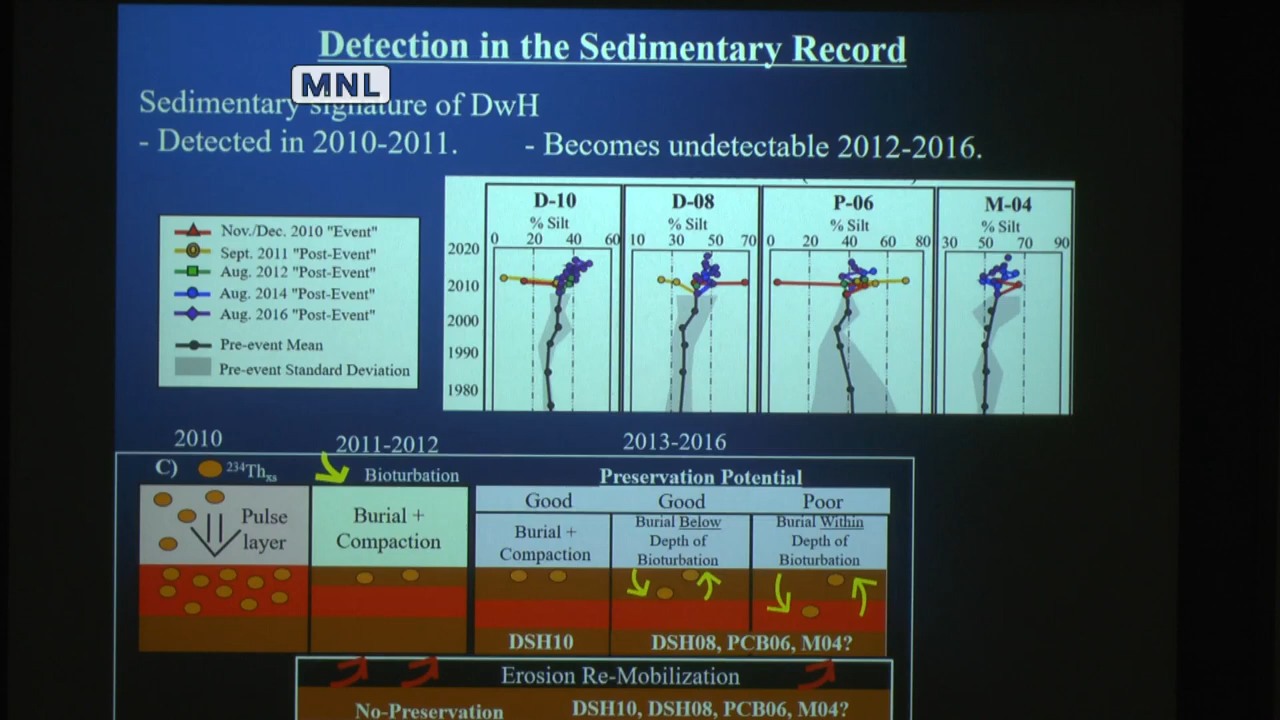 Detection in the Sedimentary Record
MNL
Sedimentary signature of DwH
- Detected in 2010-2011. - Becomes undetectable 2012-2016.
D-10 D-08 P-06 M-04
% Silt % Silt % Silt % Silt
0 20 40 60 10 30 50 70 0 20 40 60 80 30 50 70 90
2020
2010
2000
1990
1980
Nov./Dec. 2010 "Event"
Sept. 2011 "Post-Event"
Aug. 2012 "Post-Event"
Aug. 2014 "Post-Event"
Aug. 2016 "Post-Event"
Pre-event Mean
Pre-event Standard Deviation
2010 2011-2012 2013-2016
C) 234Thxs Bioturbation Preservation Potential
Good Good Poor
Pulse
layer
Burial +
Compaction
Burial +
Compaction
Burial Below
Depth of
Bioturbation
Burial Within
Depth of
Bioturbation
DSH10 DSH08, PCB06, M04?
Erosion Re-Mobilization
No-Preservation DSH10, DSH08, PCB06, M04?